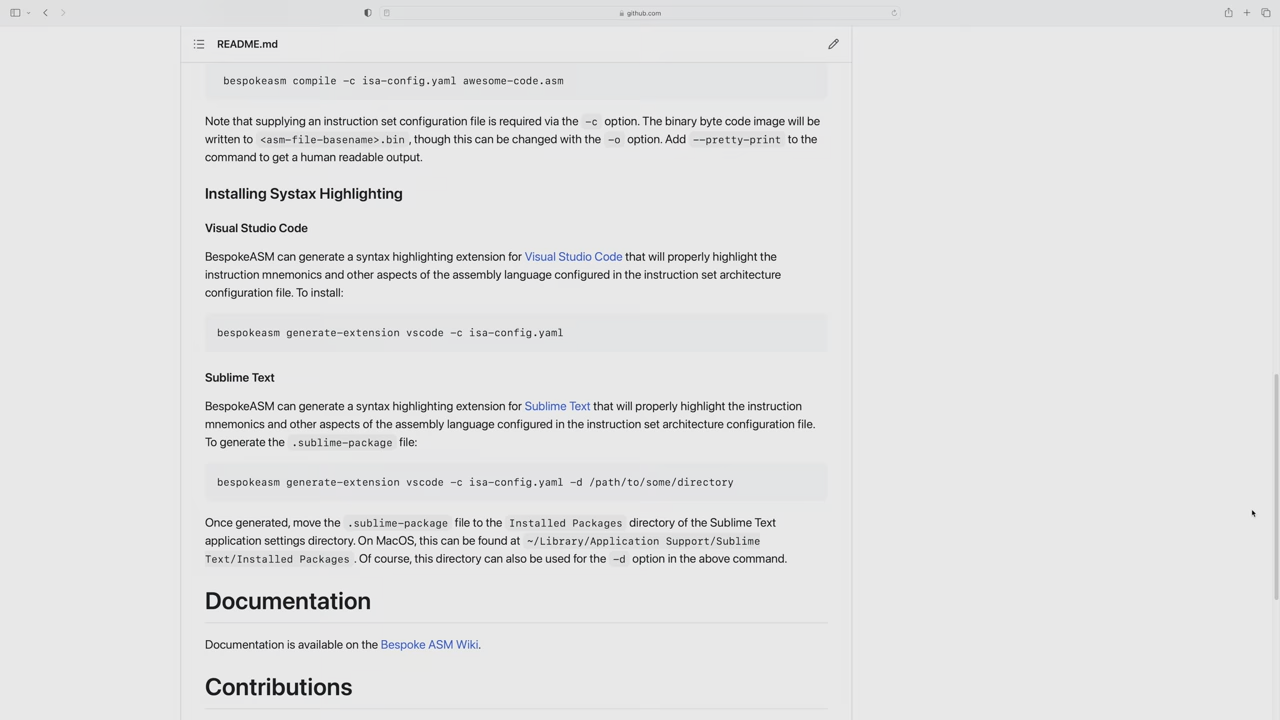 github.com
README.md
bespokeasm compile -c isa-config.yaml awesome-code.asm
Note that supplying an instruction set configuration file is required via the -c option. The binary byte code image will be
written to <asm-file-basename>.bin, though this can be changed with the -o option. Add --pretty-print to the
command to get a human readable output.
Installing Systax Highlighting
Visual Studio Code
BespokeASM can generate a syntax highlighting extension for Visual Studio Code that will properly highlight the
instruction mnemonics and other aspects of the assembly language configured in the instruction set architecture
configuration file. To install:
bespokeasm generate-extension vscode -c isa-config.yaml
Sublime Text
BespokeASM can generate a syntax highlighting extension for Sublime Text that will properly highlight the instruction
mnemonics and other aspects of the assembly language configured in the instruction set architecture configuration file.
To generate the .sublime-package file:
bespokeasm generate-extension vscode -c isa-config.yaml -d /path/to/some/directory
Once generated, move the .sublime-package file to the Installed Packages directory of the Sublime Text
application settings directory. On MacOS, this can be found at ~/Library/Application Support/Sublime
Text/Installed Packages. Of course, this directory can also be used for the -d option in the above command.
Documentation
Documentation is available on the Bespoke ASM Wiki.
Contributions